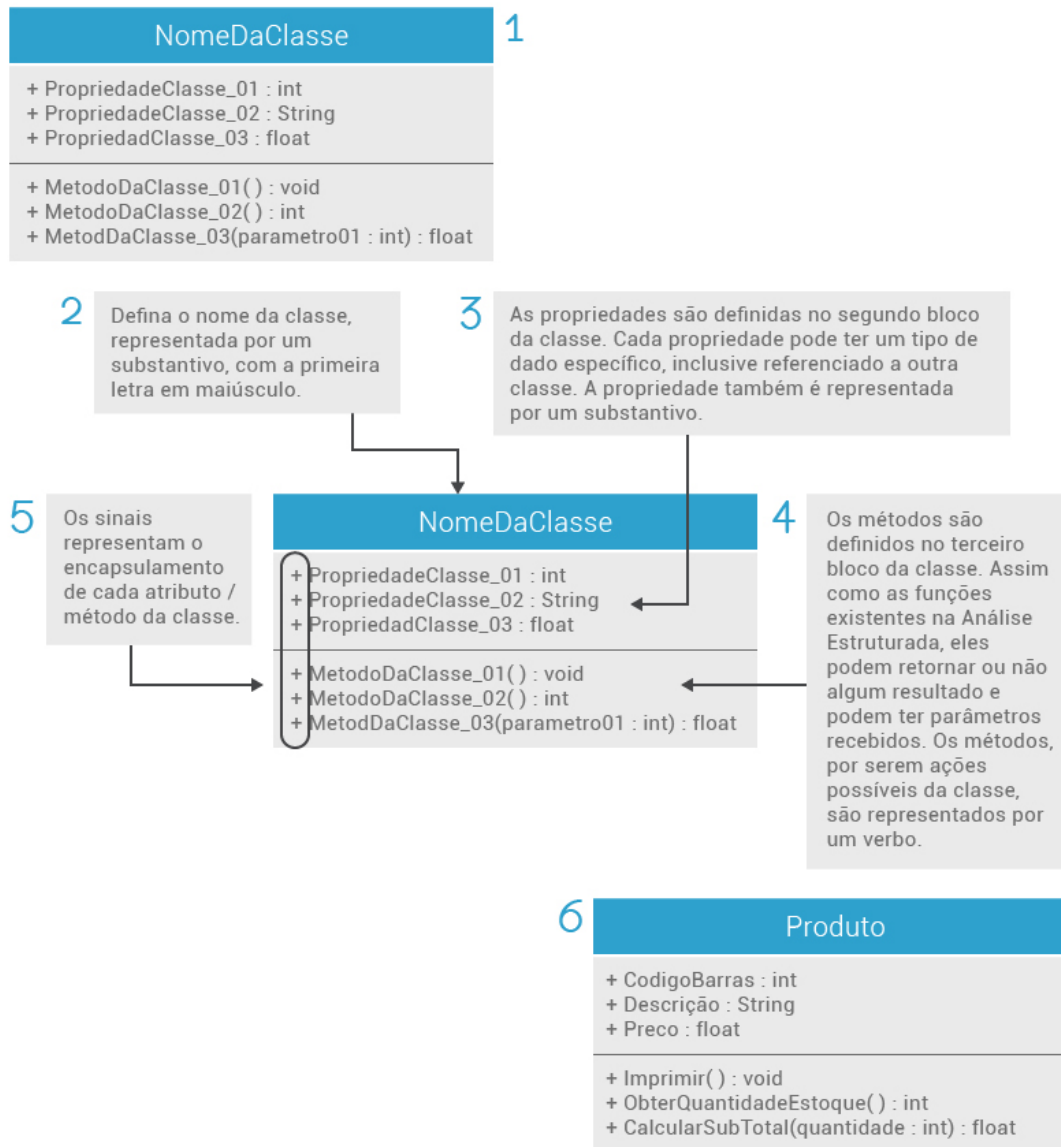 NomeDaClasse
1
+ PropriedadeClasse_01 : int
+ PropriedadeClasse_02 : String
+ PropriedadClasse_03 : float
+ MetodoDaClasse_01( ) : void
+ MetodoDaClasse_02( ) : int
+ MetodDaClasse_03(parametro01 : int) : float
2
Defina o nome da classe,
representada por um
substantivo, com a primeira
letra em maiúsculo.
3
As propriedades são definidas no segundo bloco
da classe. Cada propriedade pode ter um tipo de
dado específico, inclusive referenciado a outra
classe. A propriedade também é representada
por um substantivo.
5
Os sinais
representam o
encapsulamento
de cada atributo /
método da classe.
NomeDaClasse
+ PropriedadeClasse_01 : int
+ PropriedadeClasse_02 : String
+ PropriedadClasse_03 : float
+ MetodoDaClasse_01( ) : void
+ MetodoDaClasse_02( ) : int
+ MetodDaClasse_03(parametro01 : int) : float
4
Os métodos são
definidos no terceiro
bloco da classe. Assim
como as funções
existentes na Análise
Estruturada, eles
podem retornar ou não
algum resultado e
podem ter parâmetros
recebidos. Os métodos,
por serem ações
possíveis da classe,
são representados por
um verbo.
6
Produto
+ CodigoBarras : int
+ Descrição : String
+ Preco : float
+ Imprimir( ) : void
+ ObterQuantidadeEstoque( ) : int
+ CalcularSubTotal(quantidade : int) : float